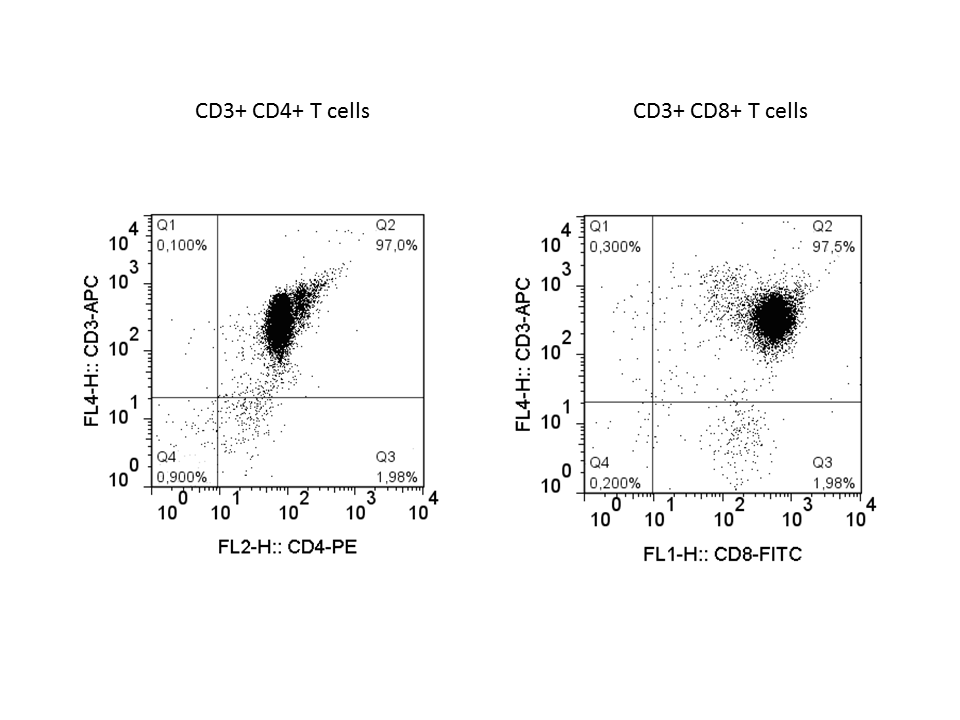 CD3+ CD4+ T cells
CD3+ CD8+ T cells
Q1
0,100%
Q2
97,0%
Q4
0,900%
Q3
1,98%
10^4
10^3
10^2
10^1
10^0
FL4-H:: CD3-APC
10^0 10^1 10^2 10^3 10^4
FL2-H:: CD4-PE
Q1
0,300%
Q2
97,5%
Q4
0,200%
Q3
1,98%
10^4
10^3
10^2
10^1
10^0
FL4-H:: CD3-APC
10^0 10^1 10^2 10^3 10^4
FL1-H:: CD8-FITC